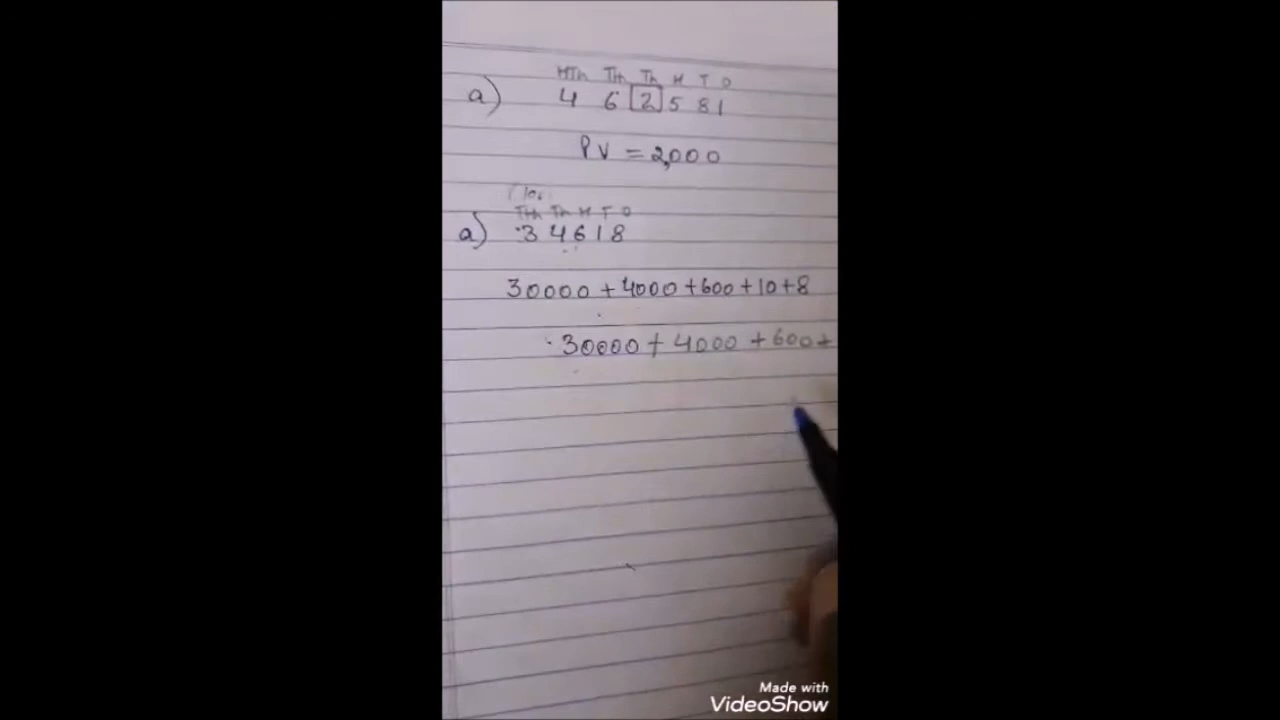 HTh TTh Th H T O
a) 4 6 2 5 8 1
PV = 2,000
TTh Th H T O
a) 3 4 6 1 8
30000 + 4000 + 600 + 10 + 8
30000 + 4000 + 600 +
Made with
VideoShow